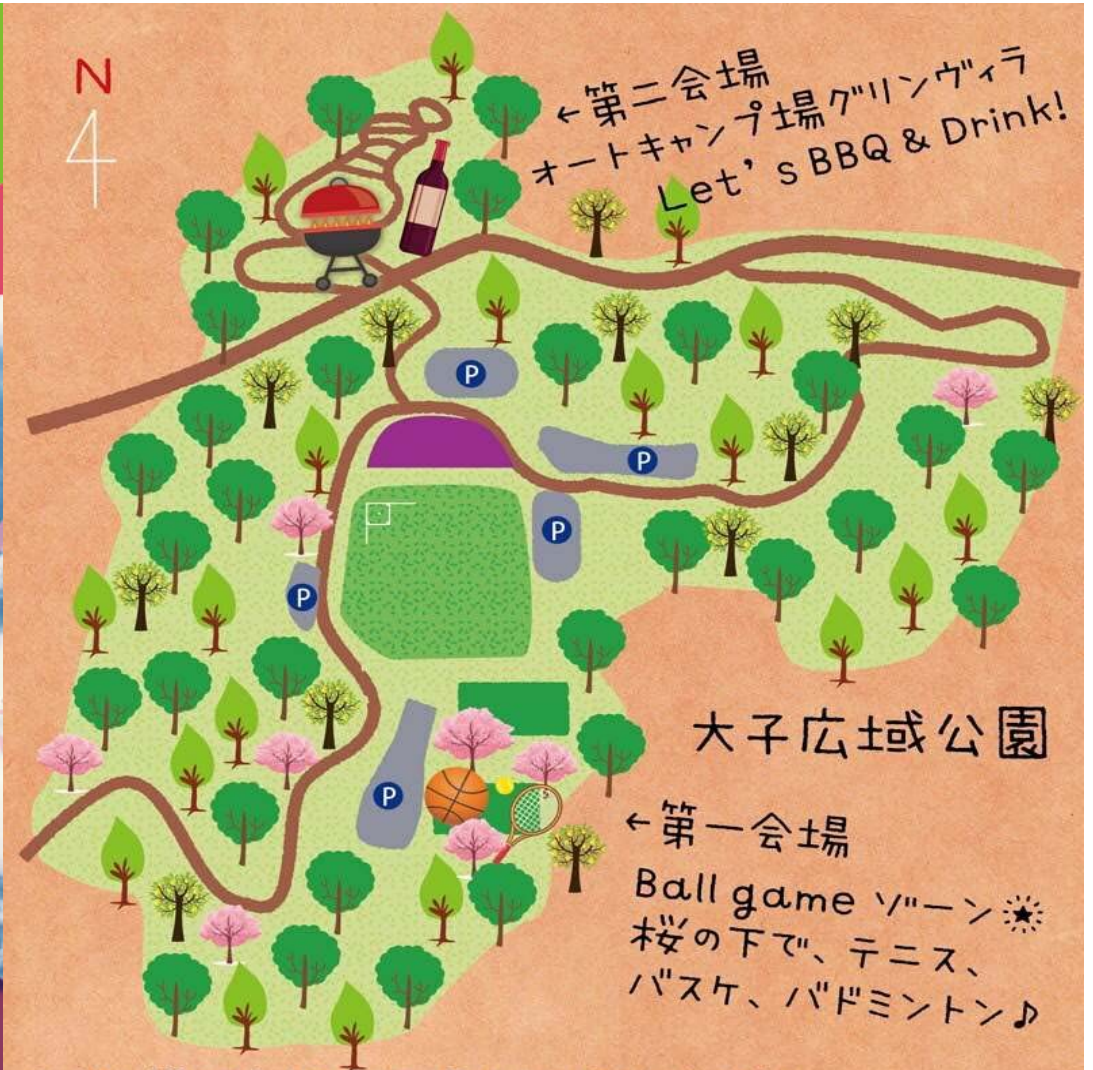 N
←第二会場
オートキャンプ場グリンヴィラ
Let's BBQ & Drink!
P
P
P
P
大子広域公園
P
←第一会場
Ball game ゾーン
桜の下で、テニス、
バスケ、バドミントン♪